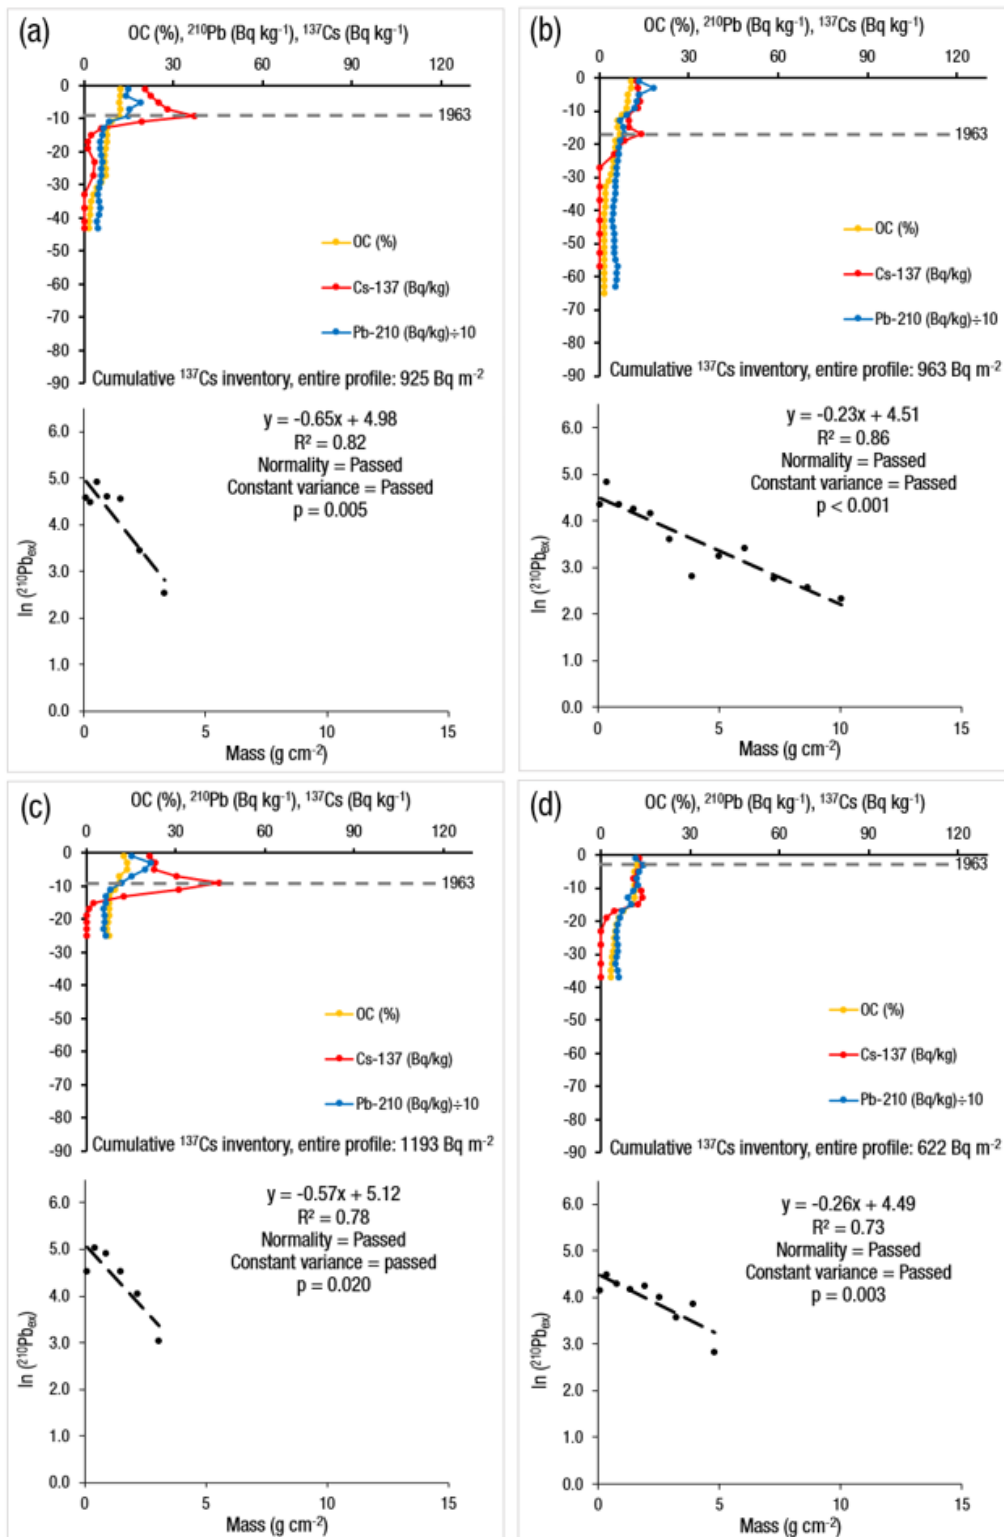 (a)
OC (%), ²¹⁰Pb (Bq kg⁻¹), ¹³⁷Cs (Bq kg⁻¹)
0 30 60 90 120
0
-10
-20
-30
-40
-50
-60
-70
-80
-90
1963
OC (%)
Cs-137 (Bq/kg)
Pb-210 (Bq/kg)÷10
Cumulative ¹³⁷Cs inventory, entire profile: 925 Bq m⁻²
y = -0.65x + 4.98
R² = 0.82
Normality = Passed
Constant variance = Passed
p = 0.005
ln (²¹⁰Pbₑₓ)
6.0
5.0
4.0
3.0
2.0
1.0
0.0
0 5 10 15
Mass (g cm⁻²)
(b)
OC (%), ²¹⁰Pb (Bq kg⁻¹), ¹³⁷Cs (Bq kg⁻¹)
0 30 60 90 120
0
-10
-20
-30
-40
-50
-60
-70
-80
-90
1963
OC (%)
Cs-137 (Bq/kg)
Pb-210 (Bq/kg)÷10
Cumulative ¹³⁷Cs inventory, entire profile: 963 Bq m⁻²
y = -0.23x + 4.51
R² = 0.86
Normality = Passed
Constant variance = Passed
p < 0.001
ln (²¹⁰Pbₑₓ)
6.0
5.0
4.0
3.0
2.0
1.0
0.0
0 5 10 15
Mass (g cm⁻²)
(c)
OC (%), ²¹⁰Pb (Bq kg⁻¹), ¹³⁷Cs (Bq kg⁻¹)
0 30 60 90 120
0
-10
-20
-30
-40
-50
-60
-70
-80
-90
1963
OC (%)
Cs-137 (Bq/kg)
Pb-210 (Bq/kg)÷10
Cumulative ¹³⁷Cs inventory, entire profile: 1193 Bq m⁻²
y = -0.57x + 5.12
R² = 0.78
Normality = Passed
Constant variance = passed
p = 0.020
ln (²¹⁰Pbₑₓ)
6.0
5.0
4.0
3.0
2.0
1.0
0.0
0 5 10 15
Mass (g cm⁻²)
(d)
OC (%), ²¹⁰Pb (Bq kg⁻¹), ¹³⁷Cs (Bq kg⁻¹)
0 30 60 90 120
0
-10
-20
-30
-40
-50
-60
-70
-80
-90
1963
OC (%)
Cs-137 (Bq/kg)
Pb-210 (Bq/kg)÷10
Cumulative ¹³⁷Cs inventory, entire profile: 622 Bq m⁻²
y = -0.26x + 4.49
R² = 0.73
Normality = Passed
Constant variance = Passed
p = 0.003
ln (²¹⁰Pbₑₓ)
6.0
5.0
4.0
3.0
2.0
1.0
0.0
0 5 10 15
Mass (g cm⁻²)